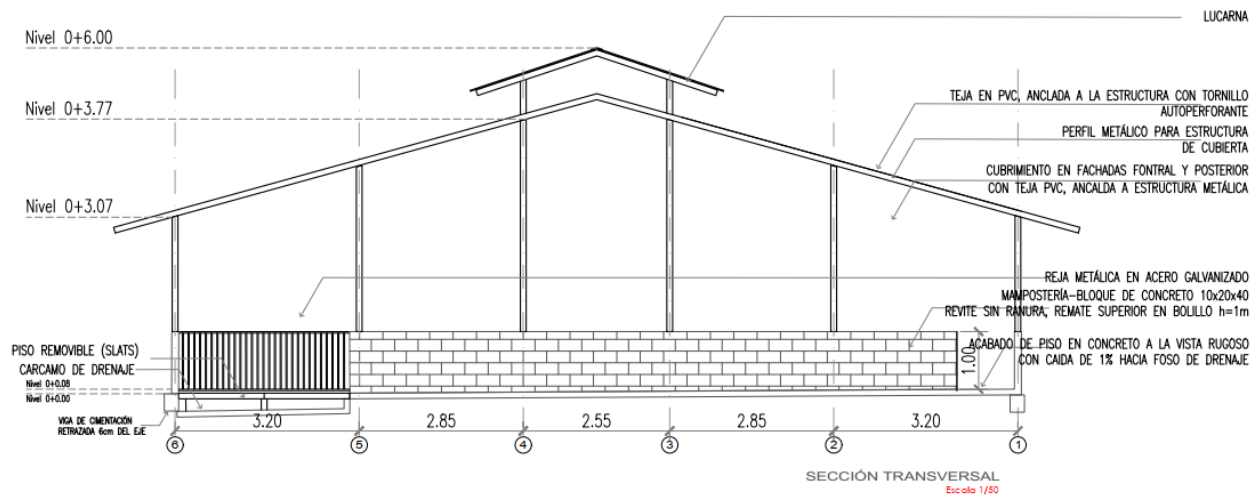 LUCARNA
Nivel 0+6.00
TEJA EN PVC, ANCLADA A LA ESTRUCTURA CON TORNILLO
AUTOPERFORANTE
Nivel 0+3.77
PERFIL METÁLICO PARA ESTRUCTURA
DE CUBIERTA
CUBRIMIENTO EN FACHADAS FONTRAL Y POSTERIOR
CON TEJA PVC, ANCALDA A ESTRUCTURA METÁLICA
Nivel 0+3.07
REJA METÁLICA EN ACERO GALVANIZADO
MAMPOSTERÍA-BLOQUE DE CONCRETO 10x20x40
REVITE SIN RANURA, REMATE SUPERIOR EN BOLILLO h=1m
ACABADO DE PISO EN CONCRETO A LA VISTA RUGOSO
CON CAIDA DE 1% HACIA FOSO DE DRENAJE
1.00
PISO REMOVIBLE (SLATS)
CARCAMO DE DRENAJE
Nivel 0+0.08
Nivel 0+0.00
VIGA DE CIMENTACIÓN
RETRAZADA 6cm DEL EJE
3.20 2.85 2.55 2.85 3.20
6 5 4 3 2 1
SECCIÓN TRANSVERSAL
Escala 1/50